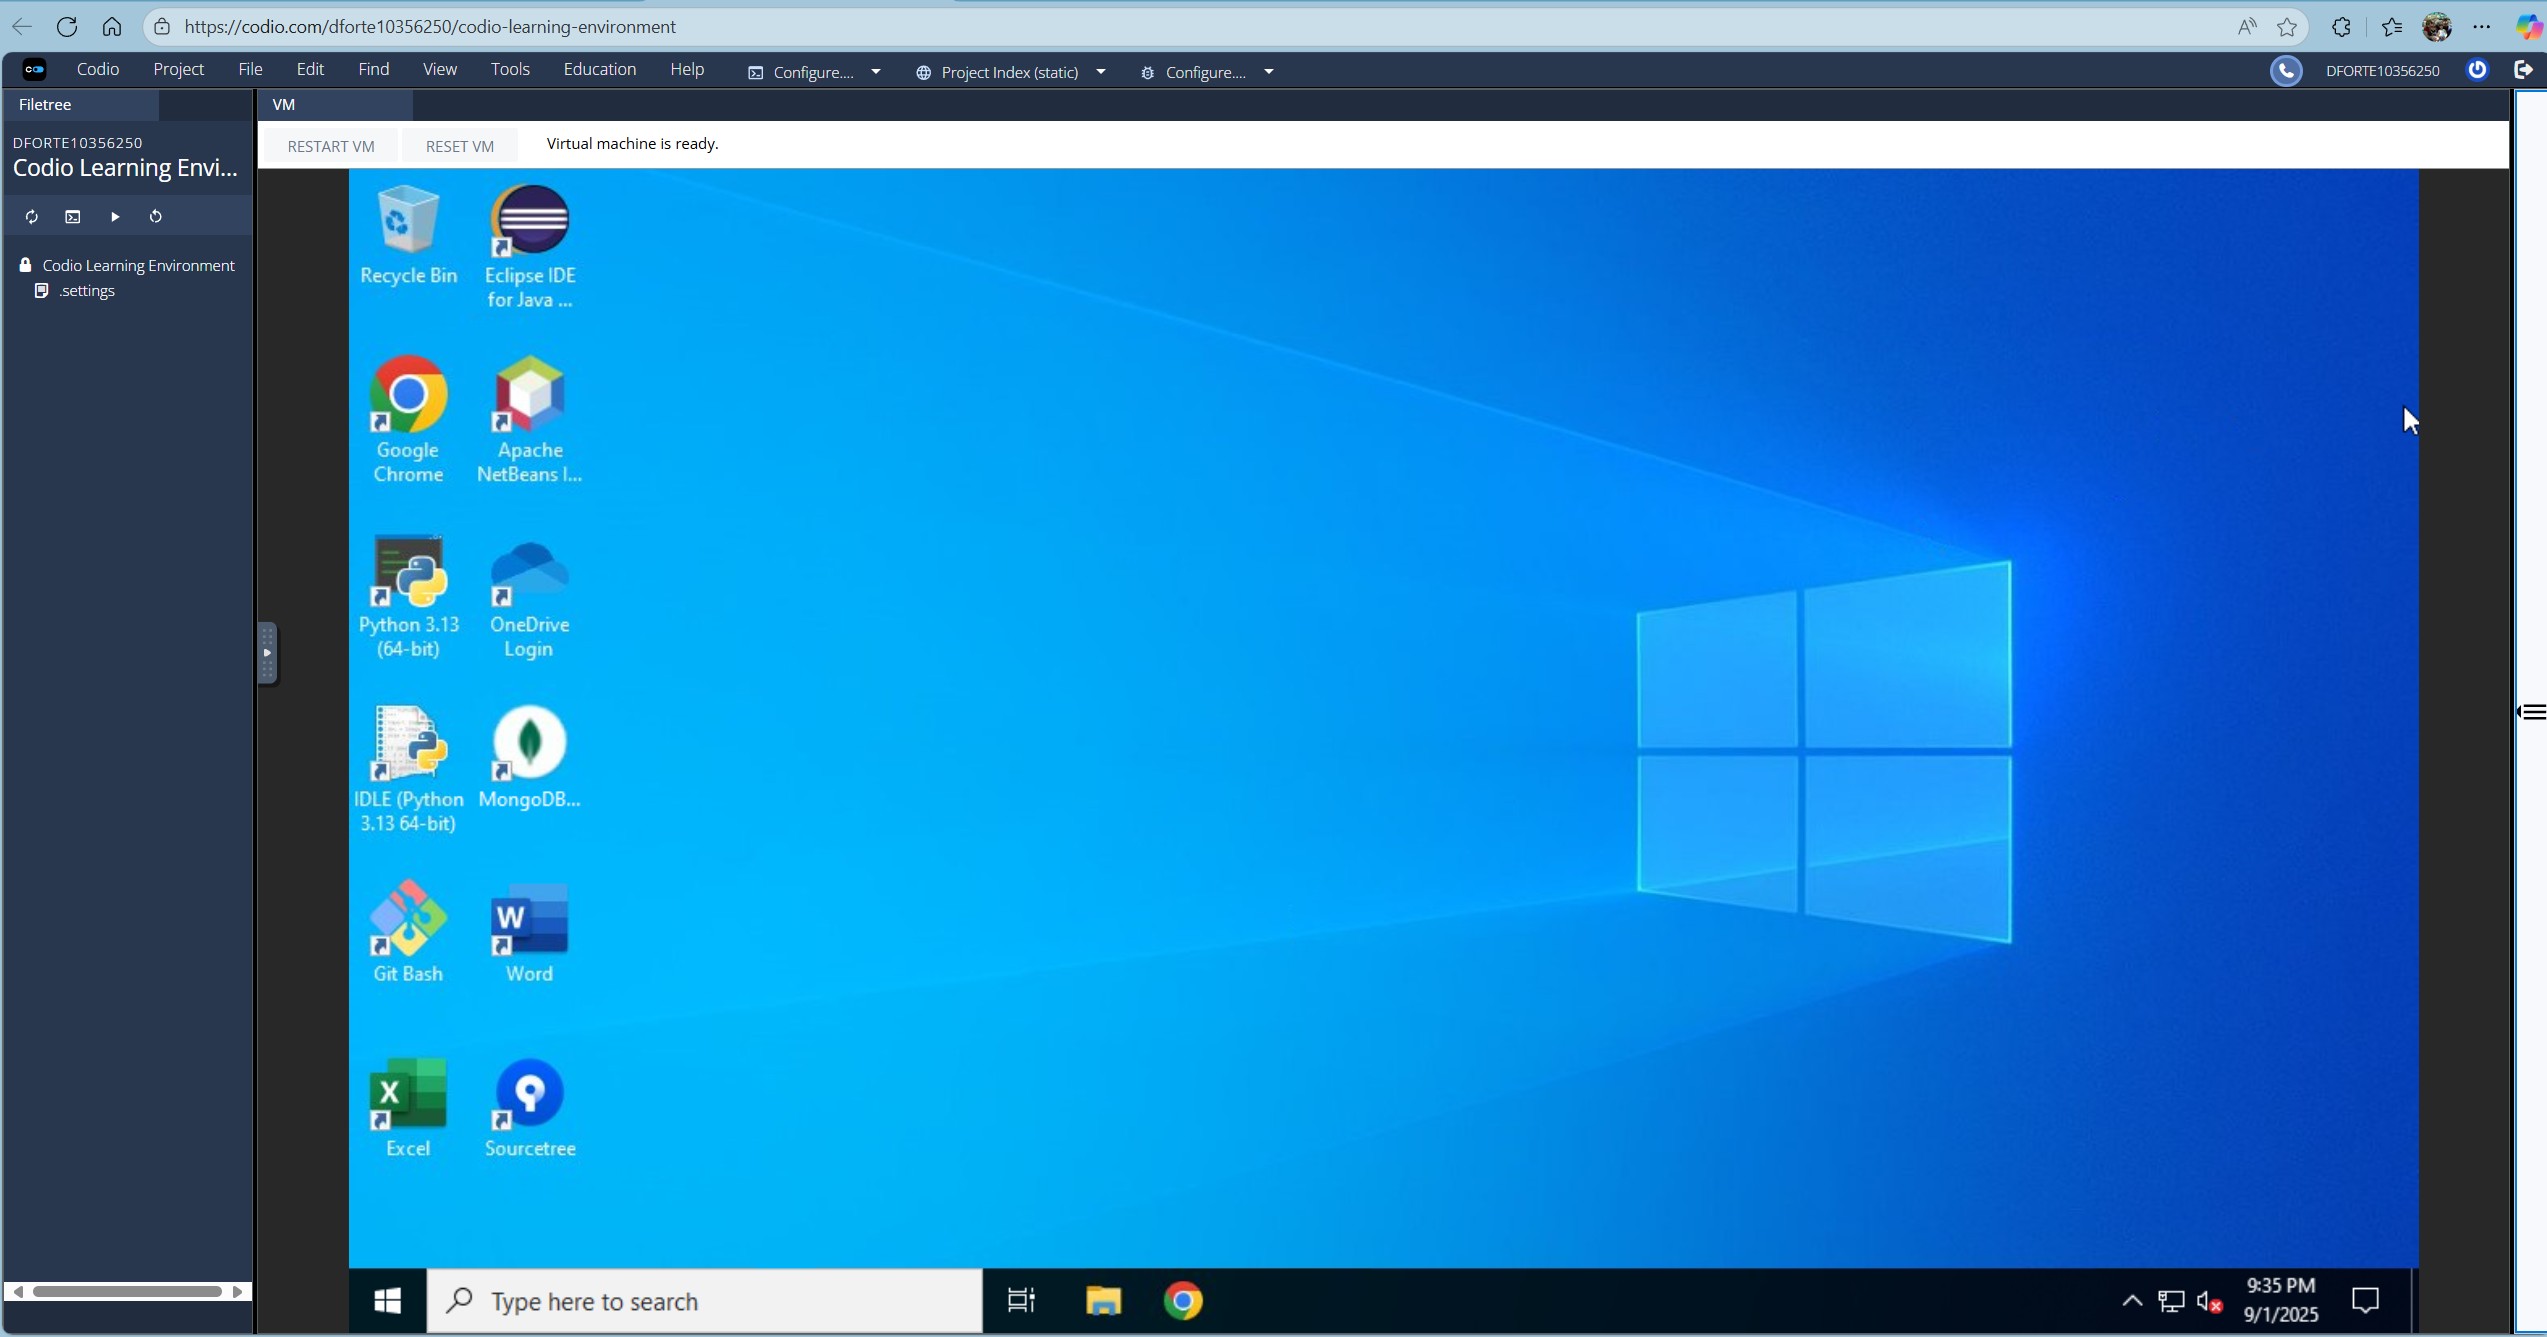 https://codio.com/dforte10356250/codio-learning-environment
Codio Project File Edit Find View Tools Education Help Configure.... Project Index (static) Configure.... DFORTE10356250
Filetree
VM
DFORTE10356250
Codio Learning Envi...
RESTART VM RESET VM Virtual machine is ready.
Codio Learning Environment
.settings
Recycle Bin
Eclipse IDE
for Java ...
Google
Chrome
Apache
NetBeans I...
Python 3.13
(64-bit)
OneDrive
Login
IDLE (Python
3.13 64-bit)
MongoDB...
Git Bash
Word
Excel
Sourcetree
Type here to search
9:35 PM
9/1/2025